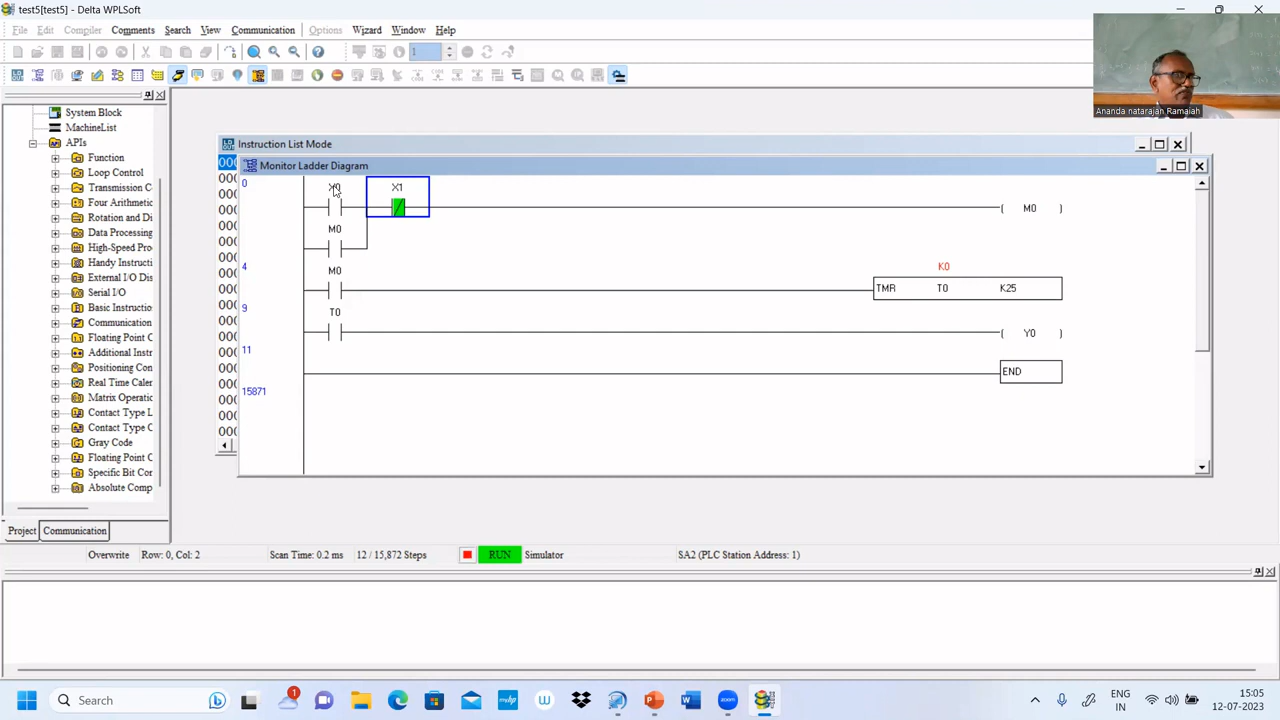 test5[test5] - Delta WPLSoft
File Edit Compiler Comments Search View Communication Options Wizard Window Help
1
Ananda natarajan Ramaiah
System Block
MachineList
APIs
Function
Loop Control
Transmission C
Four Arithmetic
Rotation and Di
Data Processing
High-Speed Pro
Handy Instructi
External I/O Dis
Serial I/O
Basic Instructio
Communication
Floating Point C
Additional Instr
Positioning Con
Real Time Caler
Matrix Operatio
Contact Type L
Contact Type C
Gray Code
Floating Point C
Specific Bit Cor
Absolute Comp
Project Communication
Instruction List Mode
Monitor Ladder Diagram
0 X0 X1
( M0 )
M0
4 M0 K0
TMR T0 K25
9 T0
( Y0 )
11
END
15871
Overwrite Row: 0, Col: 2 Scan Time: 0.2 ms 12 / 15,872 Steps RUN Simulator SA2 (PLC Station Address: 1)
Search
1
ENG
IN
15:05
12-07-2023